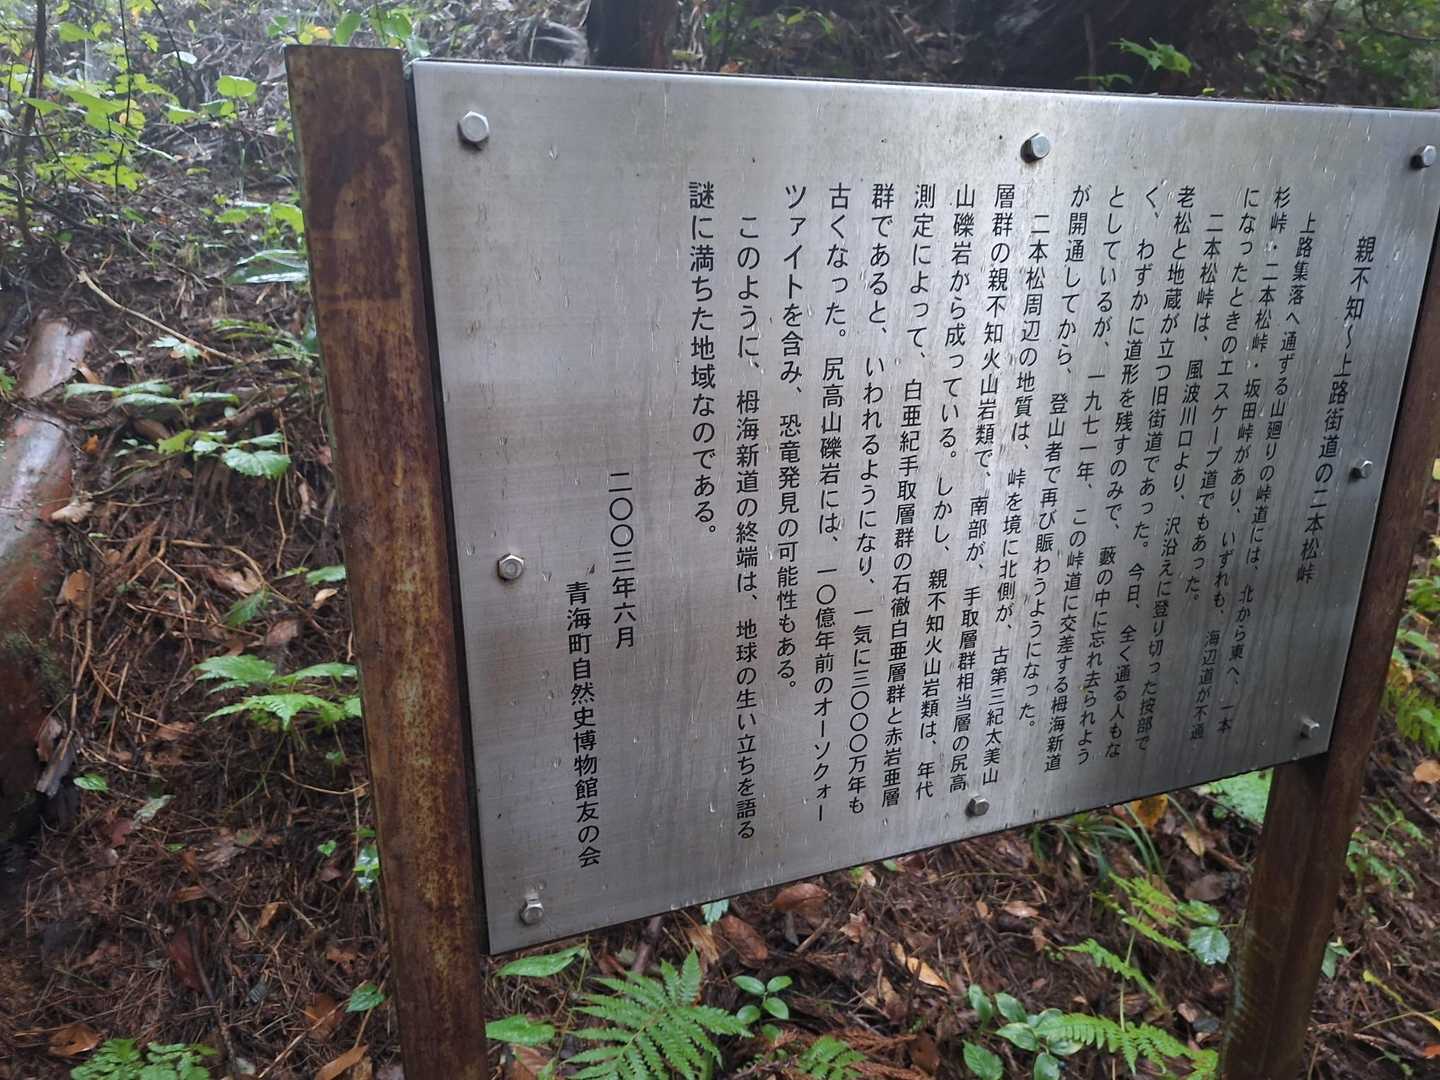 親不知～上路街道の二本松峠
上路集落へ通ずる山廻りの峠道には、北から東へ、一本
杉峠・二本松峠・坂田峠があり、いずれも、海辺道が不通
になったときのエスケープ道でもあった。
二本松峠は、風波川口より、沢沿えに登り切った按部で
老松と地蔵が立つ旧街道であった。今日、全く通る人もな
く、わずかに道形を残すのみで、藪の中に忘れ去られよう
としているが、一九七一年、この峠道に交差する栂海新道
が開通してから、登山者で再び賑わうようになった。
二本松周辺の地質は、峠を境に北側が、古第三紀太美山
層群の親不知火山岩類で、南部が、手取層群相当層の尻高
山礫岩から成っている。しかし、親不知火山岩類は、年代
測定によって、白亜紀手取層群の石徹白亜層群と赤岩亜層
群であると、いわれるようになり、一気に三〇〇〇万年も
古くなった。尻高山礫岩には、一〇億年前のオーソクォー
ツァイトを含み、恐竜発見の可能性もある。
このように、栂海新道の終端は、地球の生い立ちを語る
謎に満ちた地域なのである。
二〇〇三年六月
青海町自然史博物館友の会